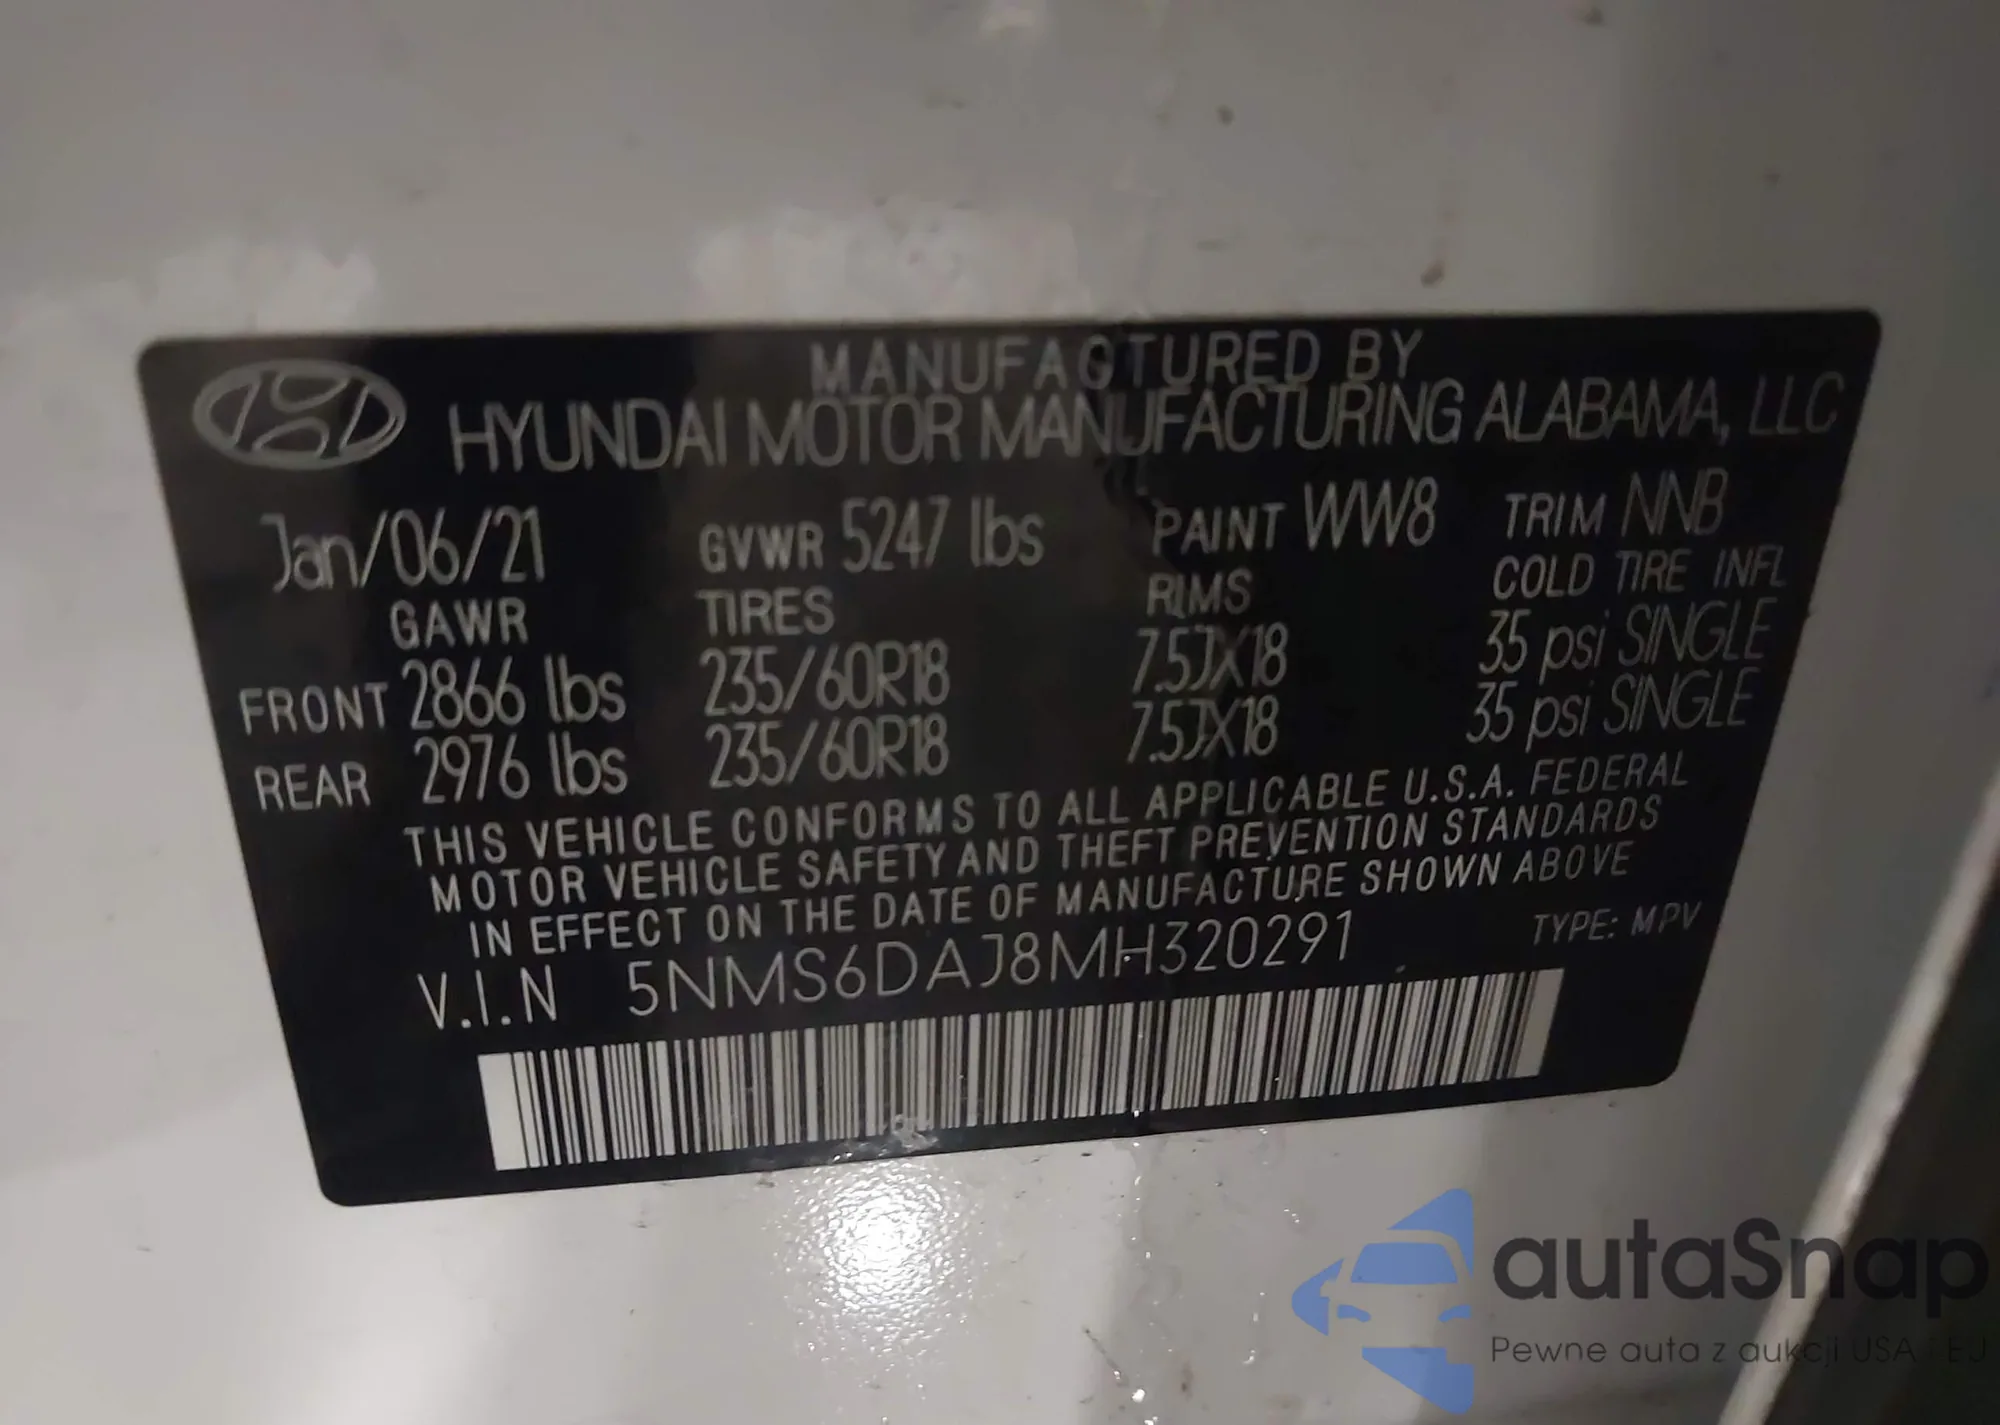 MANUFACTURED BY
HYUNDAI MOTOR MANUFACTURING ALABAMA, LLC
Jan/06/21 GVWR 5247 lbs PAINT WW8 TRIM NNB
GAWR TIRES RIMS COLD TIRE INFL
FRONT 2866 lbs 235/60R18 7.5JX18 35 psi SINGLE
REAR 2976 lbs 235/60R18 7.5JX18 35 psi SINGLE
THIS VEHICLE CONFORMS TO ALL APPLICABLE U.S.A. FEDERAL
MOTOR VEHICLE SAFETY AND THEFT PREVENTION STANDARDS
IN EFFECT ON THE DATE OF MANUFACTURE SHOWN ABOVE
V.I.N 5NMS6DAJ8MH320291 TYPE: MPV
autaSnap
Pewne auta z aukcji USA i EJ